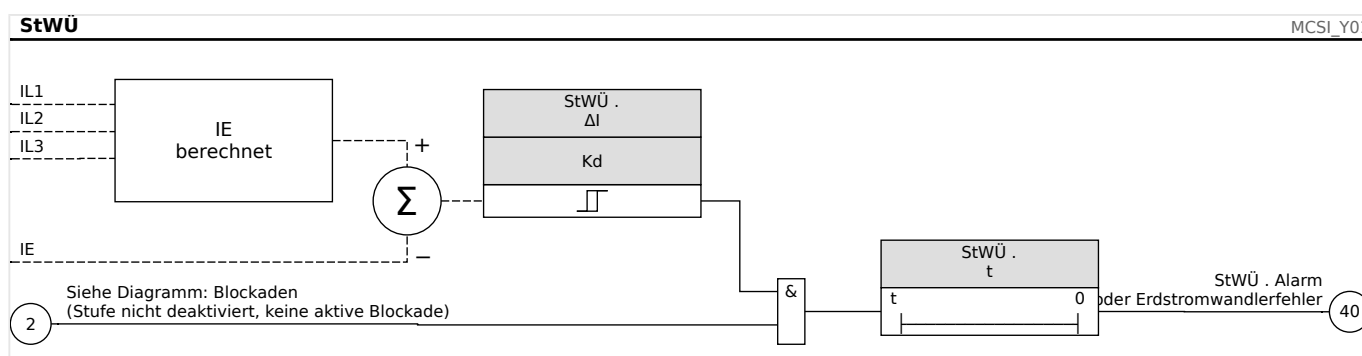 StWÜ
MCSI_Y0
IL1
IL2
IL3
IE
berechnet
+
Σ
−
IE
StWÜ .
ΔI
Kd
StWÜ .
t
t 0
&
2
Siehe Diagramm: Blockaden
(Stufe nicht deaktiviert, keine aktive Blockade)
StWÜ . Alarm
oder Erdstromwandlerfehler
40